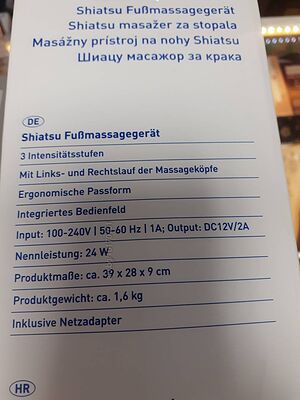 Shiatsu Fußmassagegerät
Shiatsu masažer za stopala
Masážny prístroj na nohy Shiatsu
Шиацу масажор за крака
DE
Shiatsu Fußmassagegerät
3 Intensitätsstufen
Mit Links- und Rechtslauf der Massageköpfe
Ergonomische Passform
Integriertes Bedienfeld
Input: 100-240V | 50-60 Hz | 1A; Output: DC12V/2A
Nennleistung: 24 W
Produktmaße: ca. 39 x 28 x 9 cm
Produktgewicht: ca. 1,6 kg
Inklusive Netzadapter
HR